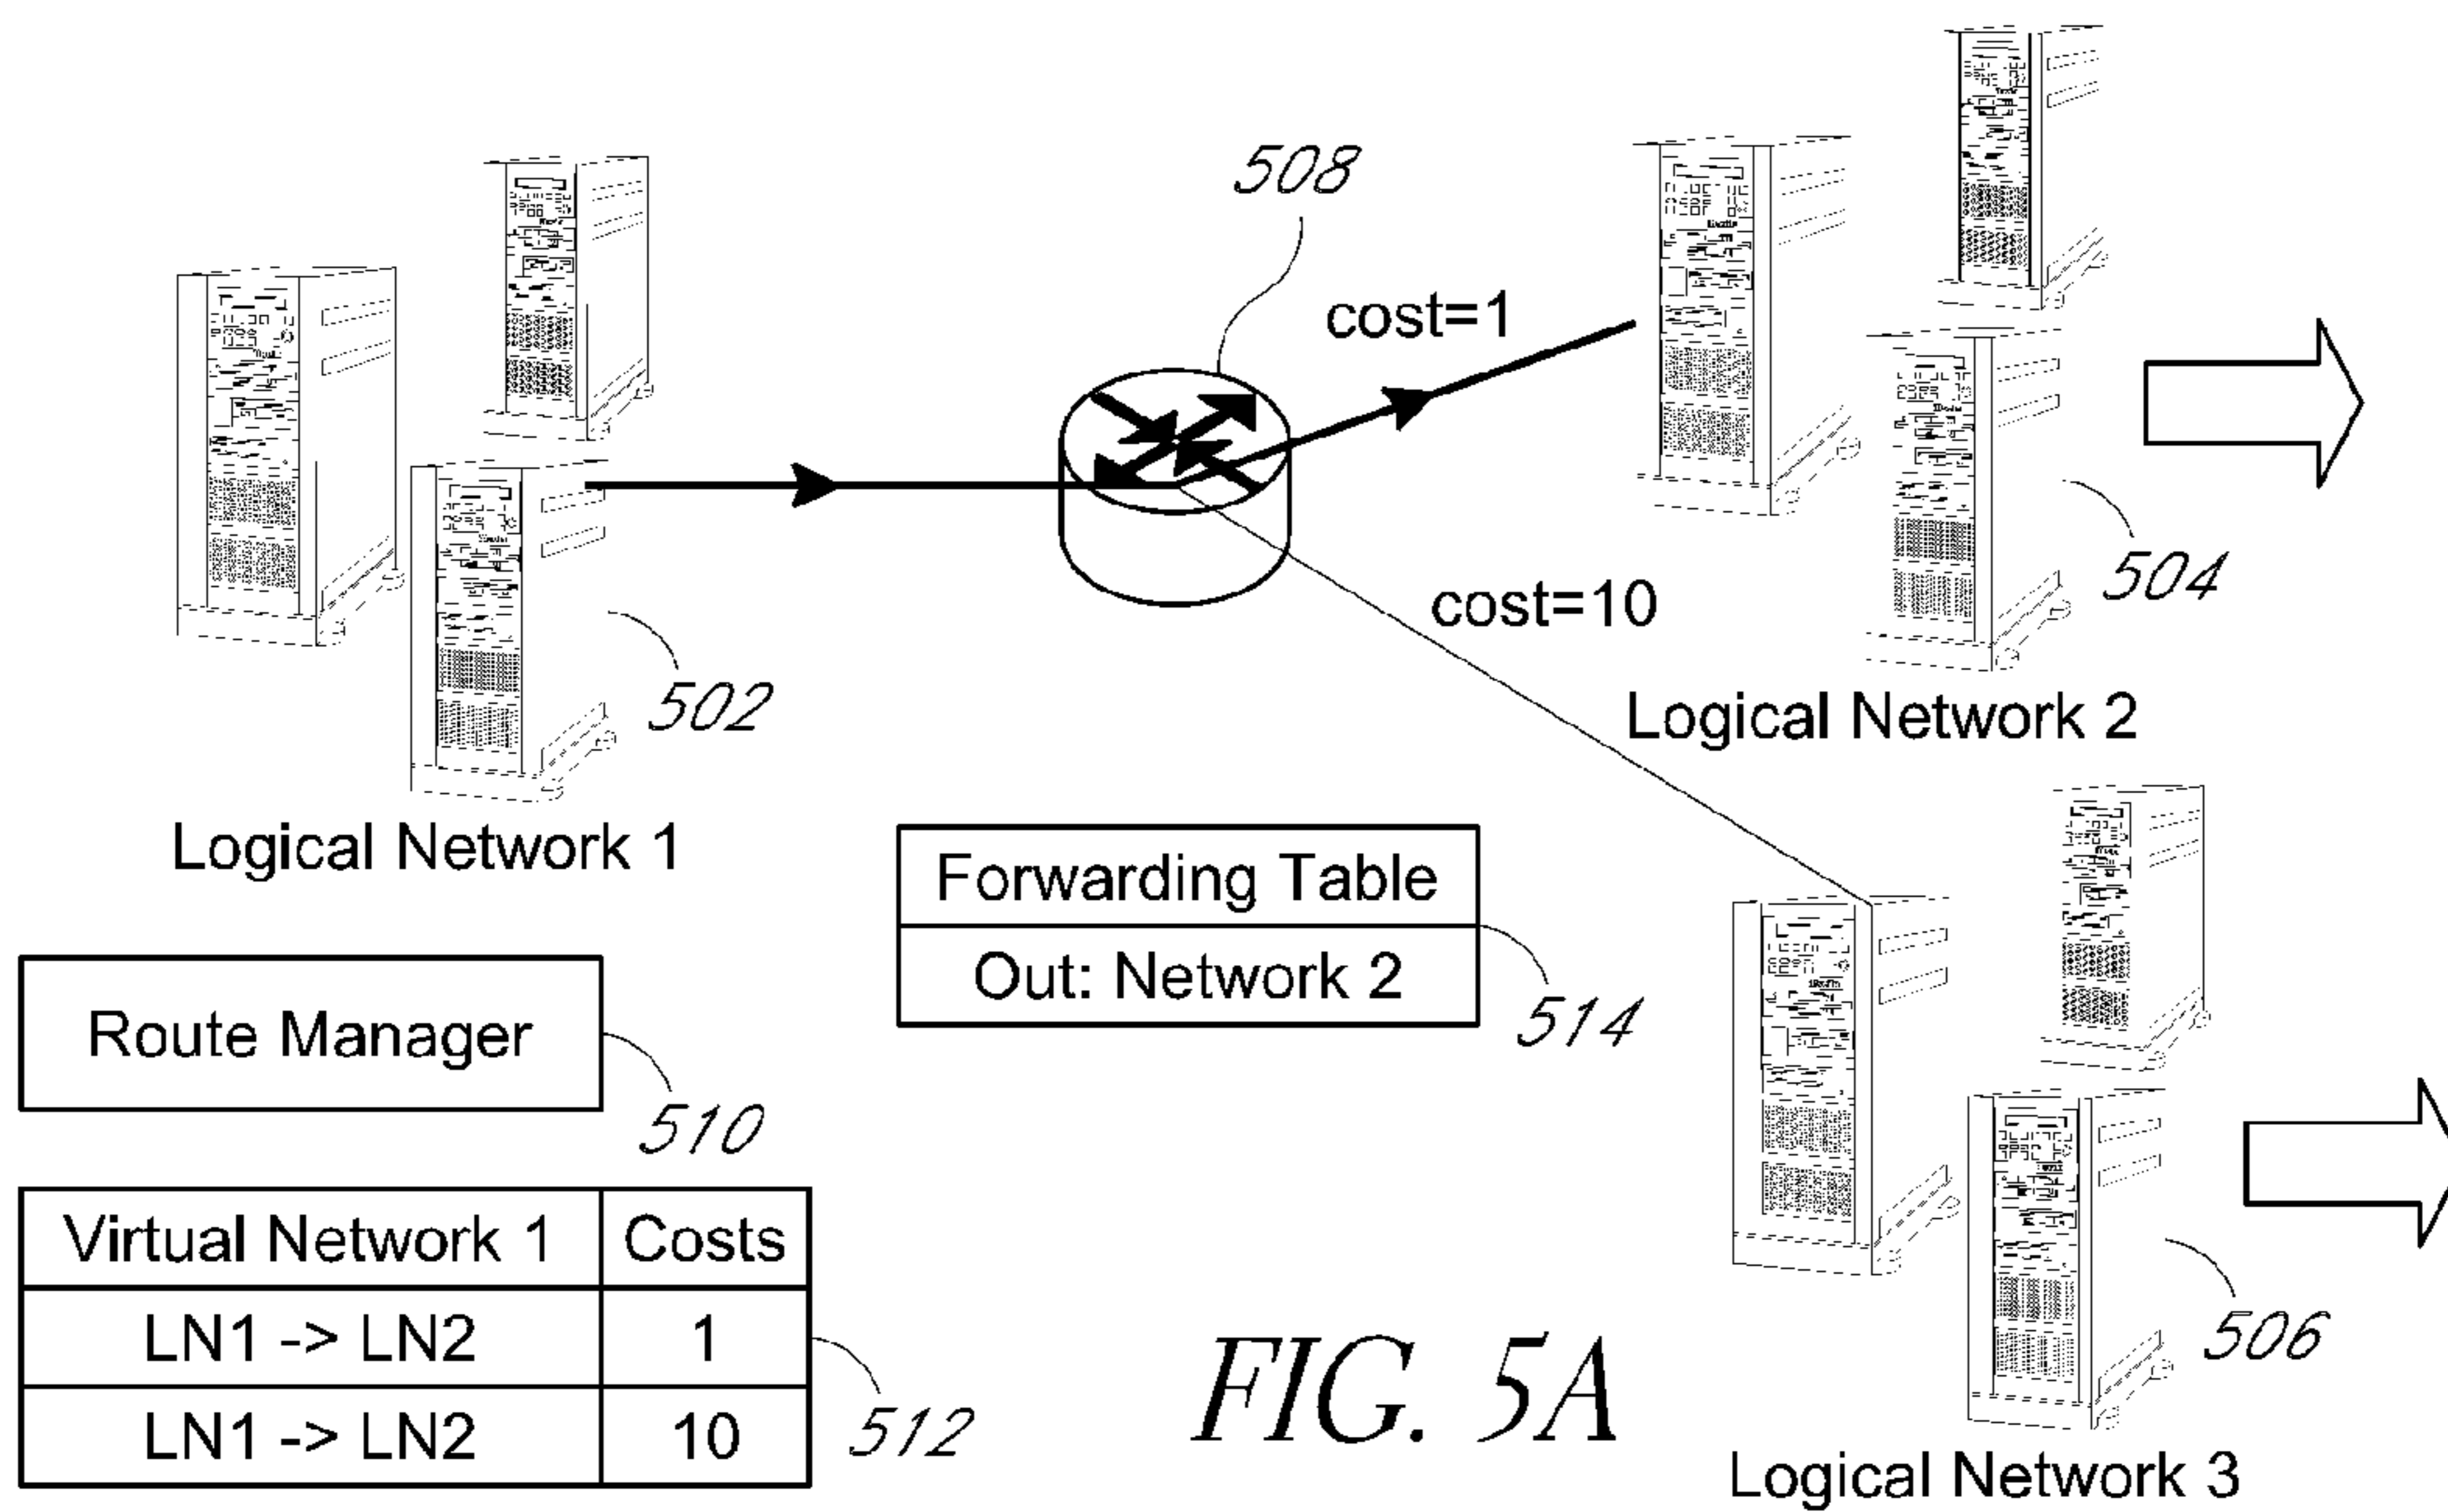 508
cost=1
cost=10
504
502
Logical Network 2
Logical Network 1
Forwarding Table
Out: Network 2
514
Route Manager
510
Virtual Network 1 Costs
LN1 -> LN2 1
LN1 -> LN2 10
512
506
FIG. 5A
Logical Network 3